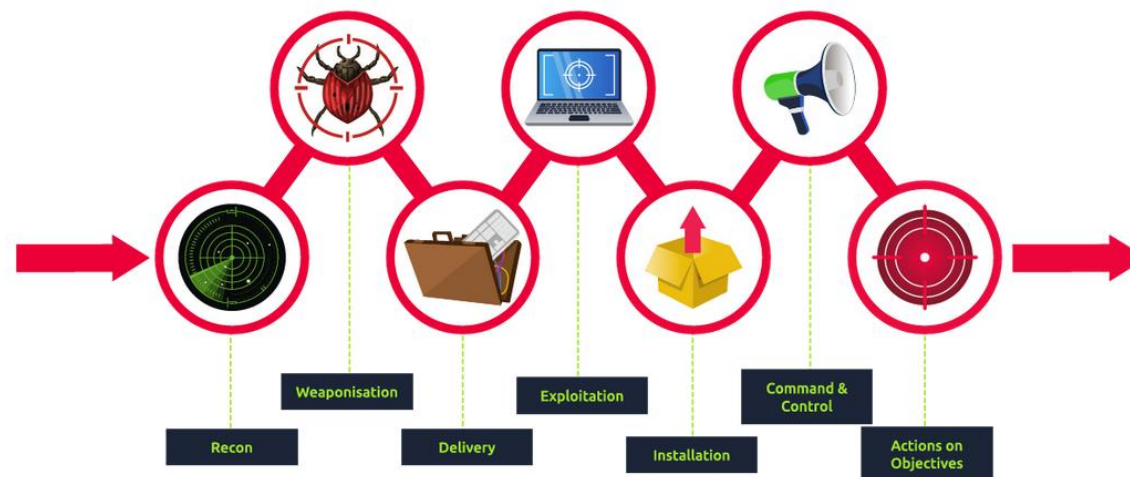 Recon
Weaponisation
Delivery
Exploitation
Installation
Command &
Control
Actions on
Objectives